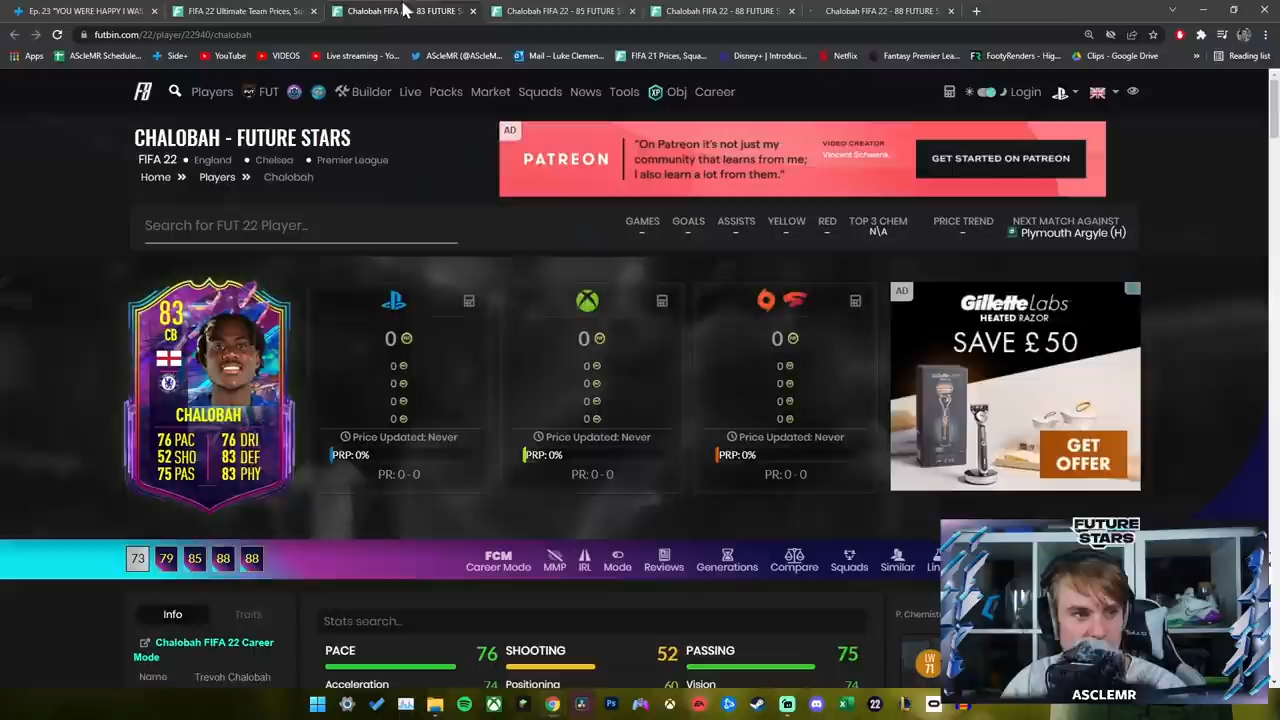 Ep.23 "YOU WERE HAPPY I WAS
FIFA 22 Ultimate Team Prices, Sq
Chalobah FIFA 22 - 83 FUTURE S
Chalobah FIFA 22 - 85 FUTURE S
Chalobah FIFA 22 - 88 FUTURE S
Chalobah FIFA 22 - 88 FUTURE S
futbin.com/22/player/22940/chalobah
Apps
AScleMR Schedule...
Side+
YouTube
VIDEOS
Live streaming - Yo...
AScleMR (@AScleMR...
Mail – Luke Clemen...
FIFA 21 Prices, Squa...
Disney+ | Introduci...
Netflix
Fantasy Premier Lea...
FootyRenders - Hig...
Clips - Google Drive
Reading list
Players FUT Builder Live Packs Market Squads News Tools XP Obj Career
Login
CHALOBAH - FUTURE STARS
FIFA 22 • England • Chelsea • Premier League
Home » Players » Chalobah
AD
PATREON
"On Patreon it's not just my
community that learns from me;
I also learn a lot from them."
VIDEO CREATOR
Vincent Schwenk
GET STARTED ON PATREON
Search for FUT 22 Player...
GAMES GOALS ASSISTS YELLOW RED TOP 3 CHEM PRICE TREND NEXT MATCH AGAINST
- - - - - N\A - Plymouth Argyle (H)
83
CB
CHALOBAH
76 PAC 76 DRI
52 SHO 83 DEF
75 PAS 83 PHY
0
0
0
0
0
Price Updated: Never
PRP: 0%
PR: 0 - 0
0
0
0
0
0
Price Updated: Never
PRP: 0%
PR: 0 - 0
0
0
0
0
0
Price Updated: Never
PRP: 0%
PR: 0 - 0
AD
GilletteLabs
HEATED RAZOR
SAVE £50
GET
OFFER
73 79 85 88 88
FCM
Career Mode
MMP
IRL
Mode
Reviews
Generations
Compare
Squads
Similar
Info Traits
Chalobah FIFA 22 Career
Mode
Name Trevoh Chalobah
Stats search...
PACE 76 SHOOTING 52 PASSING 75
Acceleration 74 Positioning 60 Vision 74
P. Chemist
LW
71
FUTURE
STARS
ASCLEMR
22